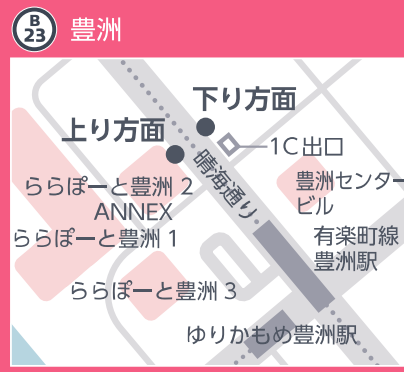 B
23
豊洲
下り方面
上り方面
1C出口
晴海通り
ららぽーと豊洲 2
ANNEX
豊洲センター
ビル
ららぽーと豊洲 1
有楽町線
豊洲駅
ららぽーと豊洲 3
ゆりかもめ豊洲駅